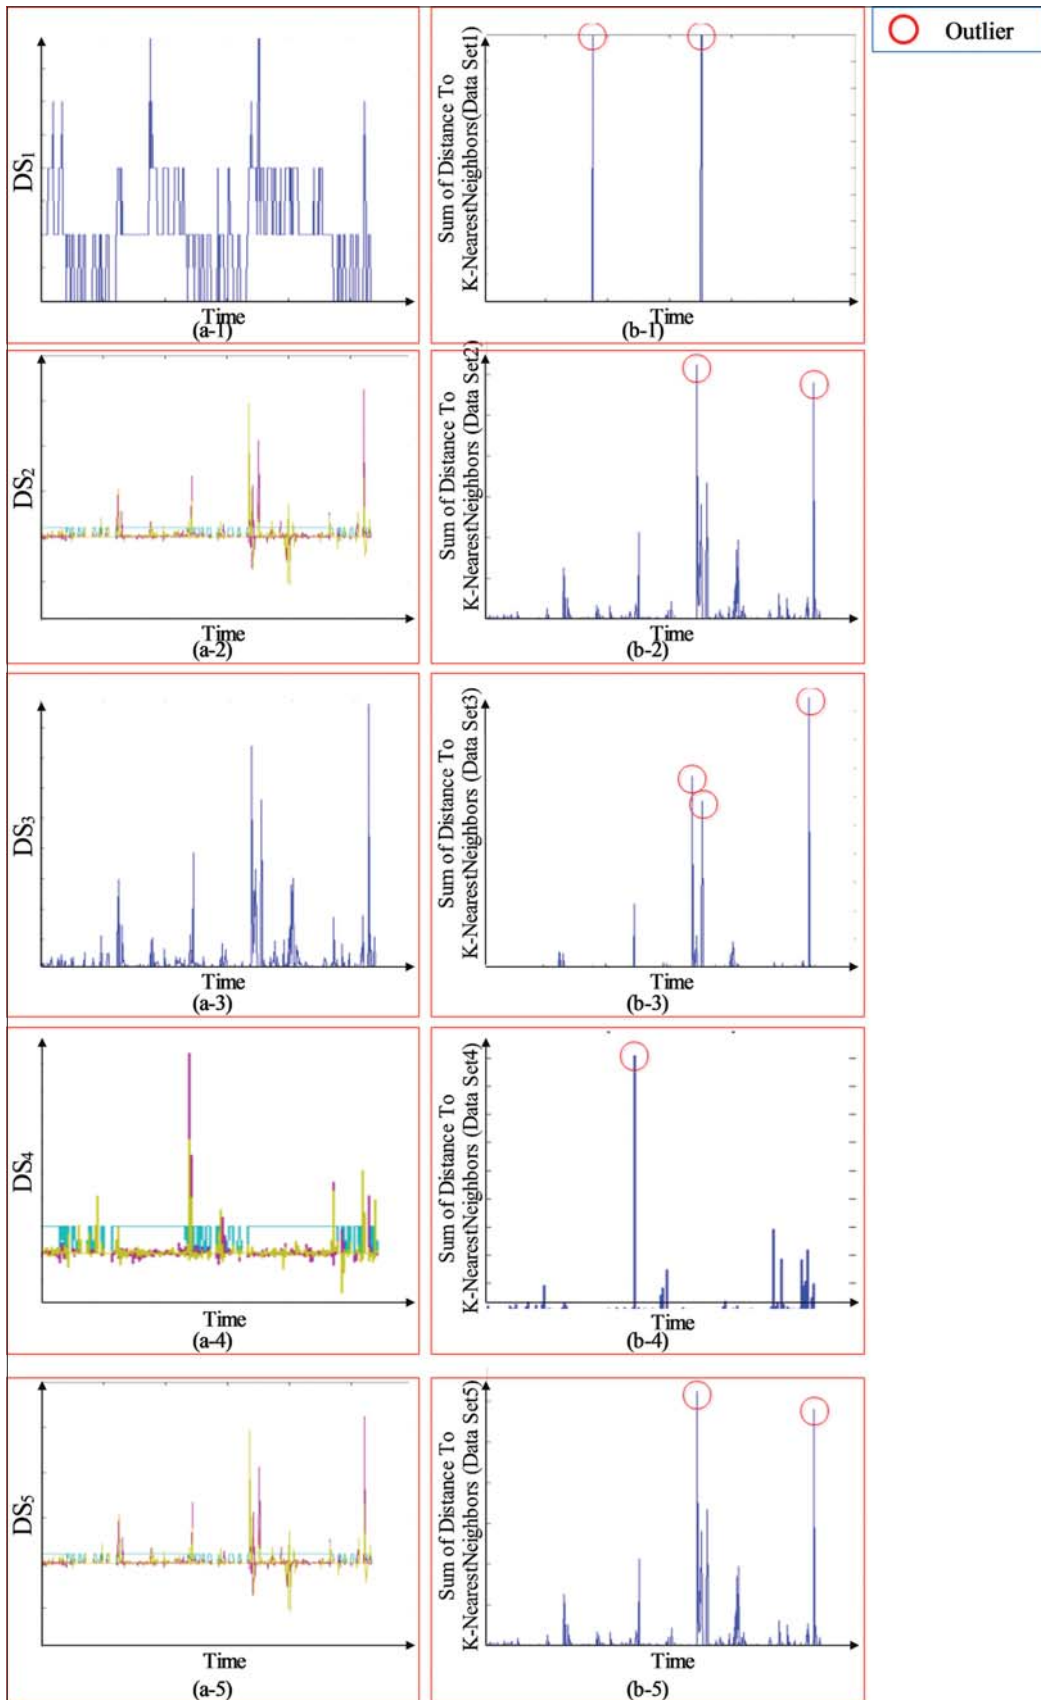 Outlier
DS1
Time
(a-1)
Sum of Distance To
K-NearestNeighbors(Data Set1)
Time
(b-1)
DS2
Time
(a-2)
Sum of Distance To
K-NearestNeighbors (Data Set2)
Time
(b-2)
DS3
Time
(a-3)
Sum of Distance To
K-NearestNeighbors (Data Set3)
Time
(b-3)
DS4
Time
(a-4)
Sum of Distance To
K-NearestNeighbors (Data Set4)
Time
(b-4)
DS5
Time
(a-5)
Sum of Distance To
K-NearestNeighbors (Data Set5)
Time
(b-5)